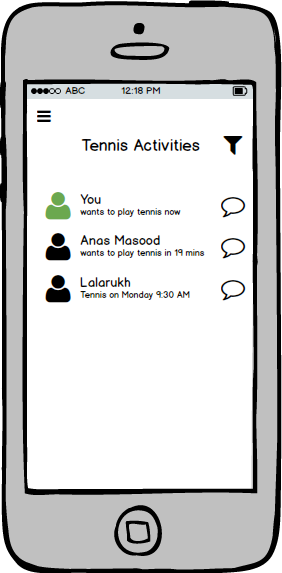 ABC 12:18 PM
Tennis Activities
You
wants to play tennis now
Anas Masood
wants to play tennis in 19 mins
Lalarukh
Tennis on Monday 9:30 AM